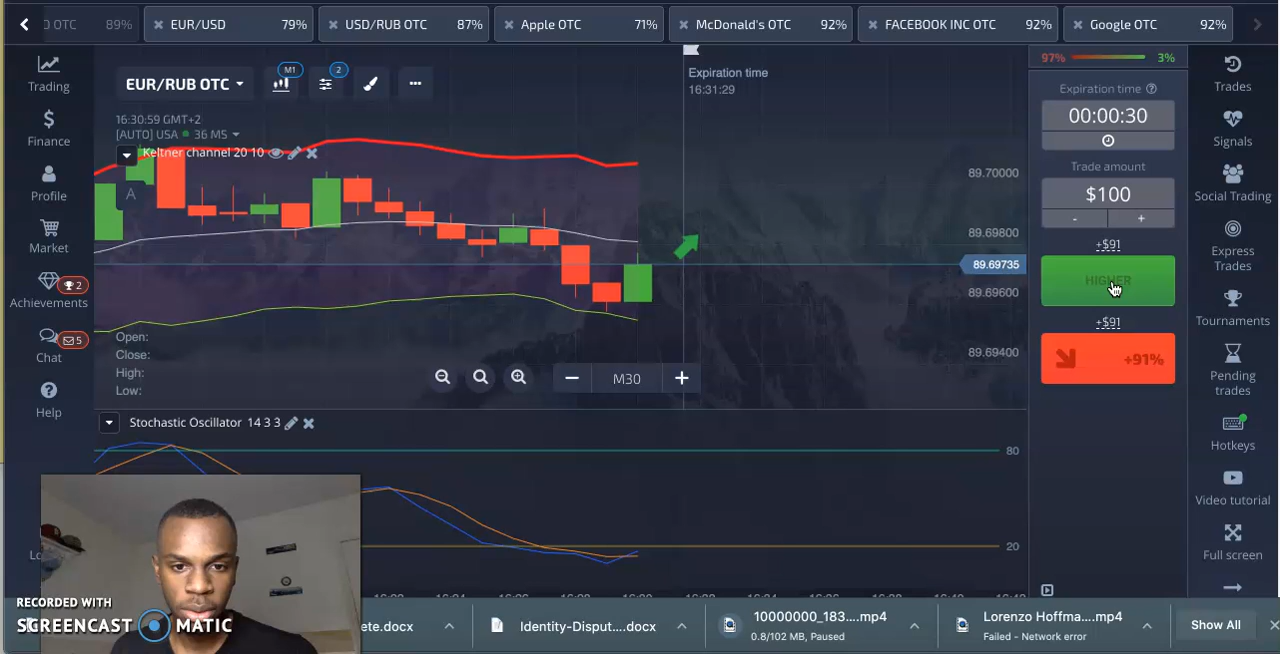 OTC 89%
EUR/USD 79%
USD/RUB OTC 87%
Apple OTC 71%
McDonald's OTC 92%
FACEBOOK INC OTC 92%
Google OTC 92%
Trading
Finance
Profile
Market
2
Achievements
5
Chat
Help
EUR/RUB OTC
M1
2
16:30:59 GMT+2
[AUTO] USA 36 MS
Keltner channel 20 10
A
Expiration time
16:31:29
89.70000
89.69800
89.69735
89.69600
89.69400
Open:
Close:
High:
Low:
M30
Stochastic Oscillator 14 3 3
80
20
97% 3%
Expiration time
00:00:30
Trade amount
$100
- +
+$91
HIGHER
+$91
+91%
Trades
Signals
Social Trading
Express
Trades
Tournaments
Pending
trades
Hotkeys
Video tutorial
Full screen
RECORDED WITH
SCREENCAST MATIC
ete.docx
Identity-Disput....docx
10000000_183....mp4
0.8/102 MB, Paused
Lorenzo Hoffma....mp4
Failed - Network error
Show All